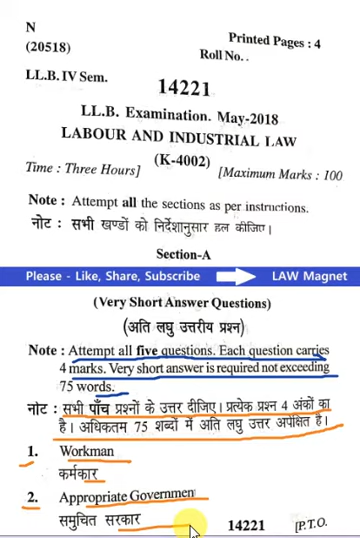 N
(20518)
Printed Pages : 4
Roll No. .
LL.B. IV Sem.
14221
LL.B. Examination. May-2018
LABOUR AND INDUSTRIAL LAW
(K-4002)
Time : Three Hours]
[Maximum Marks : 100
Note : Attempt all the sections as per instructions.
नोट : सभी खण्डों को निर्देशानुसार हल कीजिए।
Section-A
Please - Like, Share, Subscribe
LAW Magnet
(Very Short Answer Questions)
(अति लघु उत्तरीय प्रश्न)
Note : Attempt all five questions. Each question carries
4 marks. Very short answer is required not exceeding
75 words.
नोट : सभी पाँच प्रश्नों के उत्तर दीजिए। प्रत्येक प्रश्न 4 अंकों का
है। अधिकतम 75 शब्दों में अति लघु उत्तर अपेक्षित है।
1. Workman
कर्मकार
2. Appropriate Governmen
समुचित सरकार
14221
[P.T.O.